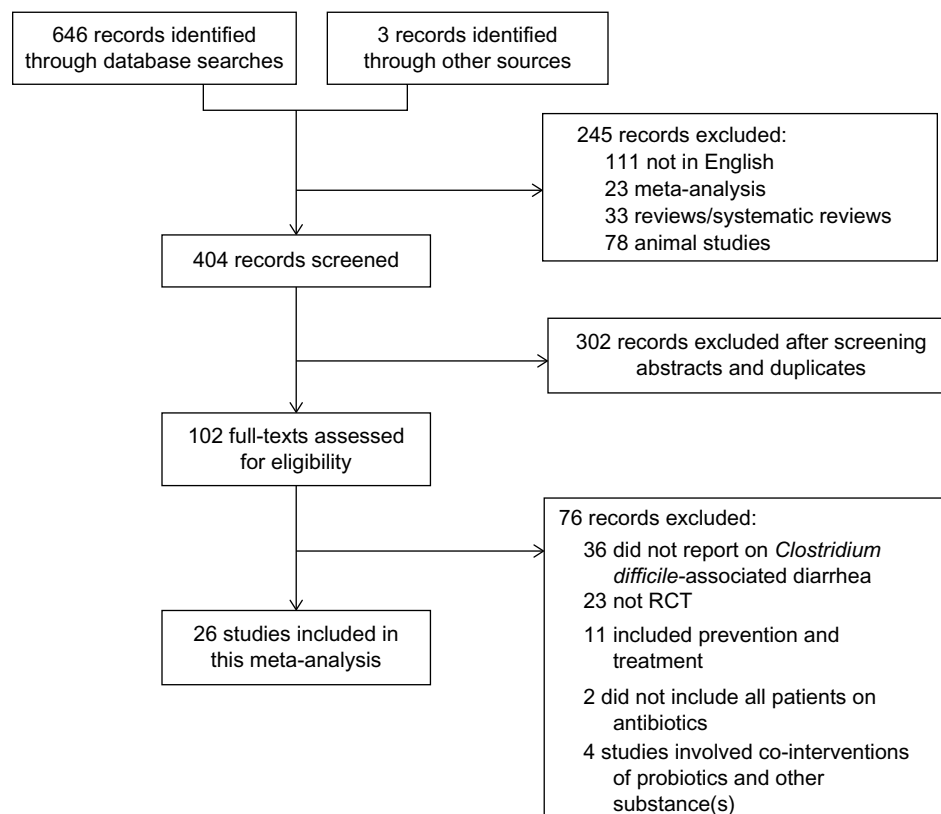 646 records identified
through database searches
3 records identified
through other sources
245 records excluded:
111 not in English
23 meta-analysis
33 reviews/systematic reviews
78 animal studies
404 records screened
302 records excluded after screening
abstracts and duplicates
102 full-texts assessed
for eligibility
76 records excluded:
36 did not report on Clostridium
difficile-associated diarrhea
23 not RCT
11 included prevention and
treatment
2 did not include all patients on
antibiotics
4 studies involved co-interventions
of probiotics and other
substance(s)
26 studies included in
this meta-analysis